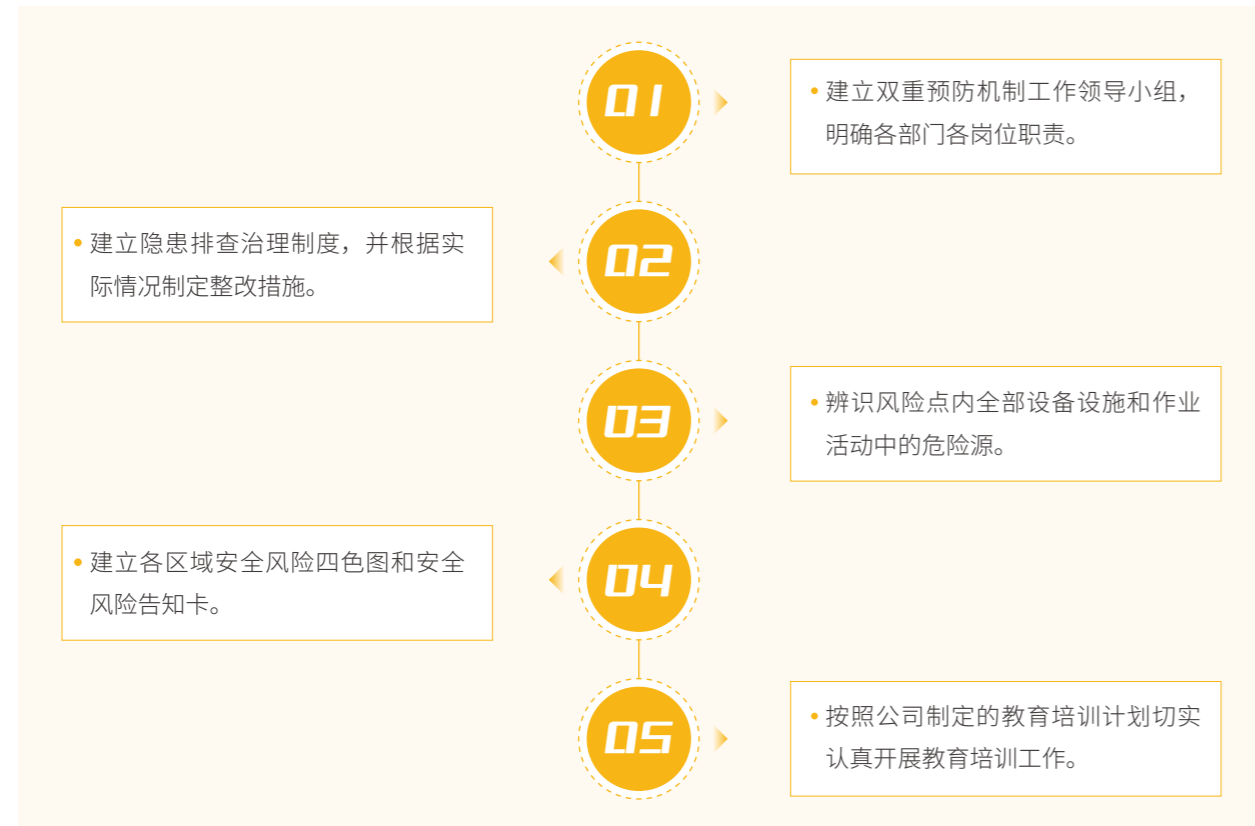 01
• 建立双重预防机制工作领导小组，
明确各部门各岗位职责。
02
• 建立隐患排查治理制度，并根据实
际情况制定整改措施。
03
• 辨识风险点内全部设备设施和作业
活动中的危险源。
04
• 建立各区域安全风险四色图和安全
风险告知卡。
05
• 按照公司制定的教育培训计划切实
认真开展教育培训工作。